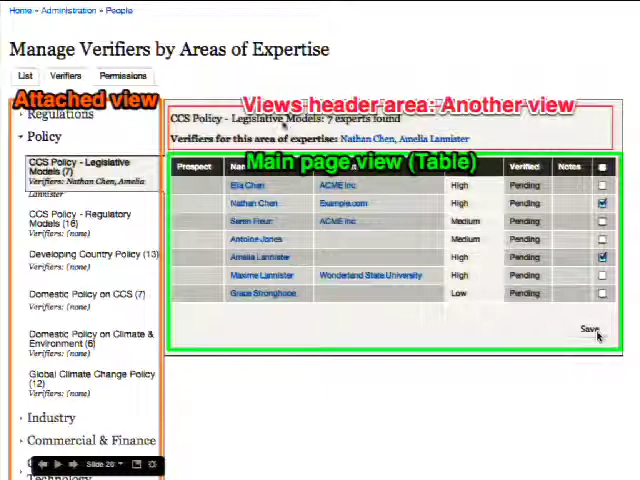 Home » Administration » People
Manage Verifiers by Areas of Expertise
List Verifiers Permissions
Attached view
Regulations
Policy
CCS Policy - Legislative
Models (7)
Verifiers: Nathan Chen, Amelia
Lannister
CCS Policy - Regulatory
Models (16)
Verifiers: (none)
Developing Country Policy (13)
Verifiers: (none)
Domestic Policy on CCS (7)
Verifiers: (none)
Domestic Policy on Climate &
Environment (6)
Verifiers: (none)
Global Climate Change Policy
(12)
Verifiers: (none)
Industry
Commercial & Finance
Technology
Slide 20
Views header area: Another view
CCS Policy - Legislative Models: 7 experts found
Verifiers for this area of expertise: Nathan Chen, Amelia Lannister
Main page view (Table)
Prospect Verified Notes
Ella Chen ACME Inc High Pending
Nathan Chen Example.com High Pending
ACME Inc Medium Pending
Antoine Jones Medium Pending
Amelia Lannister High Pending
Maxime Lannister Wonderland State University High Pending
Grace Stronghope Low Pending
Save